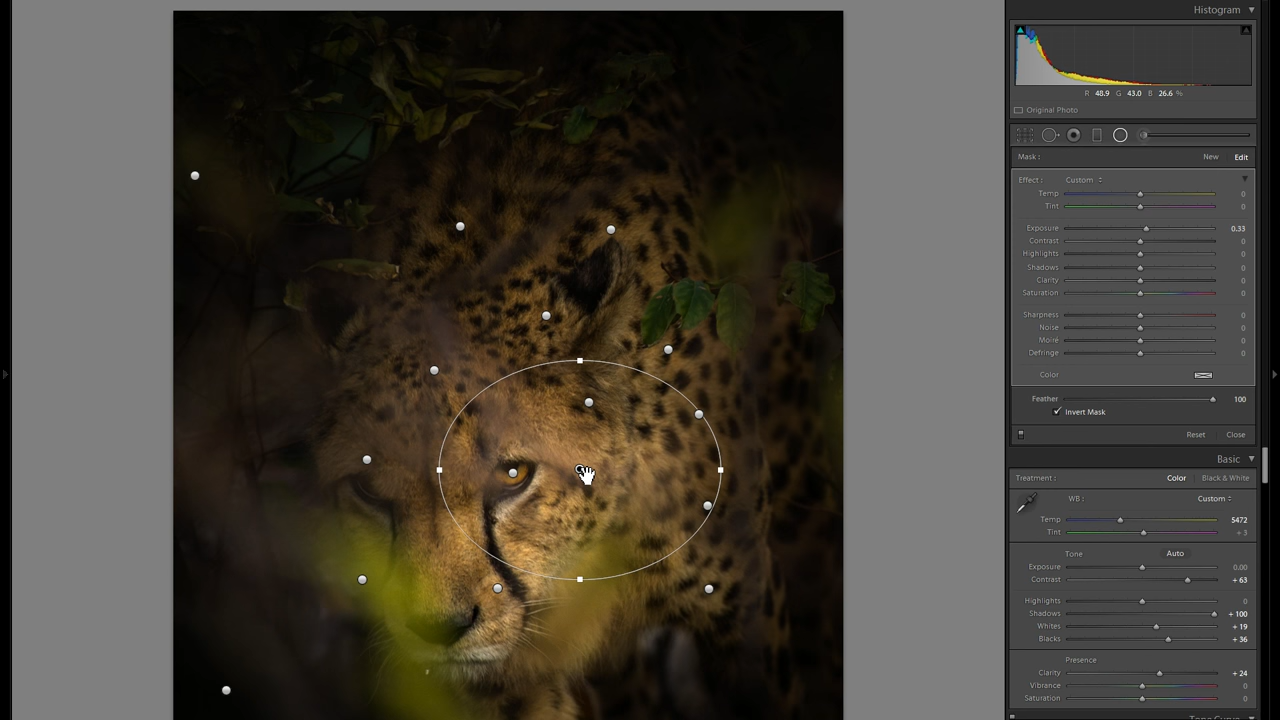 Histogram
R 48.9 G 43.0 B 26.6 %
Original Photo
Mask : New Edit
Effect : Custom
Temp 0
Tint 0
Exposure 0.33
Contrast 0
Highlights 0
Shadows 0
Clarity 0
Saturation 0
Sharpness 0
Noise 0
Moiré 0
Defringe 0
Color
Feather 100
Invert Mask
Reset Close
Basic
Treatment : Color Black & White
WB : Custom
Temp 5472
Tint + 3
Tone Auto
Exposure 0.00
Contrast + 63
Highlights 0
Shadows + 100
Whites + 19
Blacks + 36
Presence
Clarity + 24
Vibrance 0
Saturation 0
Tone Curve